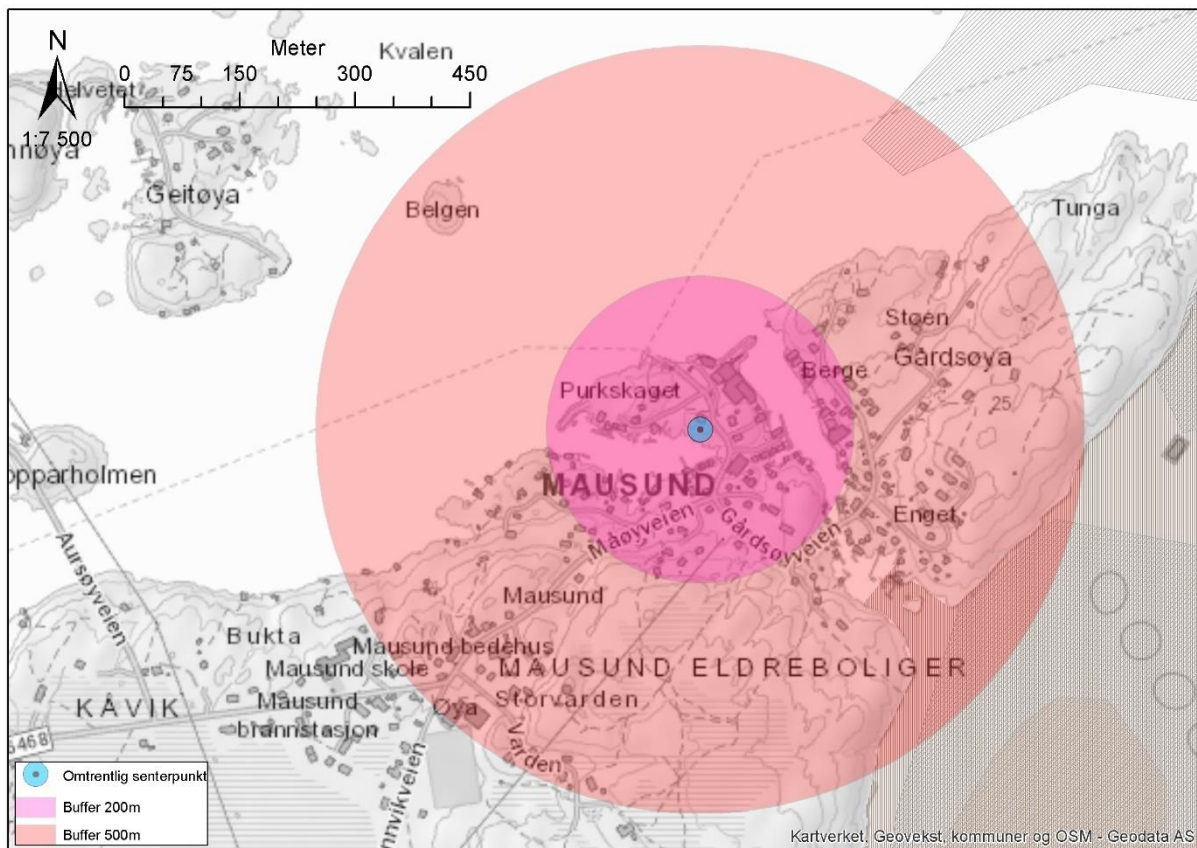 N
Meter
0 75 150 300 450
1:7 500
Kvalen
Helvetet
Geitøya
Belgen
Tunga
Støen
Gårdsøya
Berge
Purkskaget
25
MAUSUND
Måøyveien
Gårdsøyveien
Enget
opparholmen
Aursøyveien
Mausund
Bukta
Mausund bedehus
Mausund skole
MAUSUND ELDREBOLIGER
Storvarden
KÅVIK
Mausund
brannstasjon
Øya
Varden
6468
nnvikveien
Omtrentlig senterpunkt
Buffer 200m
Buffer 500m
Kartverket, Geovekst, kommuner og OSM - Geodata AS